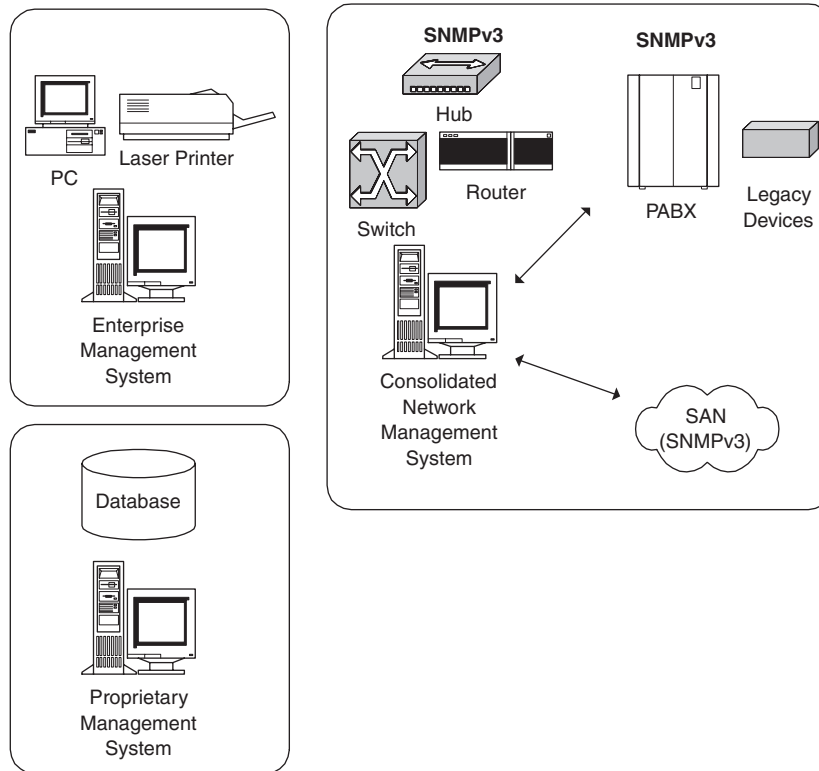 PC
Laser Printer
Enterprise
Management
System
Database
Proprietary
Management
System
SNMPv3
SNMPv3
Hub
Switch
Router
PABX
Legacy
Devices
Consolidated
Network
Management
System
SAN
(SNMPv3)